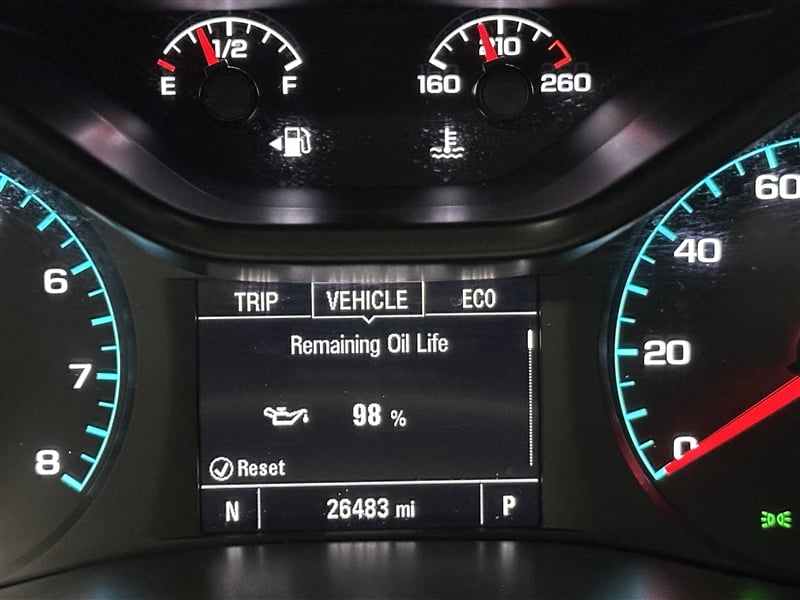 E 1/2 F
160 210 260
6
7
8
60
40
20
0
TRIP VEHICLE ECO
Remaining Oil Life
98 %
Reset
N 26483 mi P